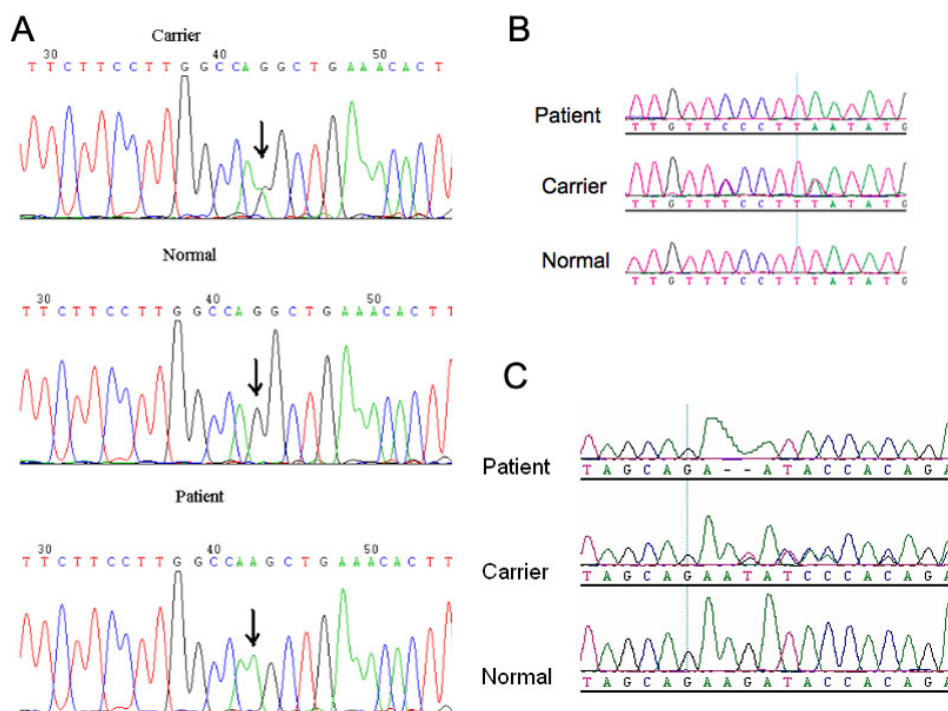 A
Carrier
30 40 50
T T C T T C C T T G G C C A G G C T G A A A C A C T
Normal
30 40 50
T T C T T C C T T G G C C A G G C T G A A A C A C T T
Patient
30 40 50
T T C T T C C T T G G C C A A G C T G A A A C A C T T
B
Patient
T T G T T C C C T T A A T A T G
Carrier
T T G T T T C C T T T A T A T G
Normal
T T G T T T C C T T T A T A T G
C
Patient
T A G C A G A - - A T A C C A C A G A
Carrier
T A G C A G A A T A T C C C A C A G A
Normal
T A G C A G A A G A T A C C A C A G A